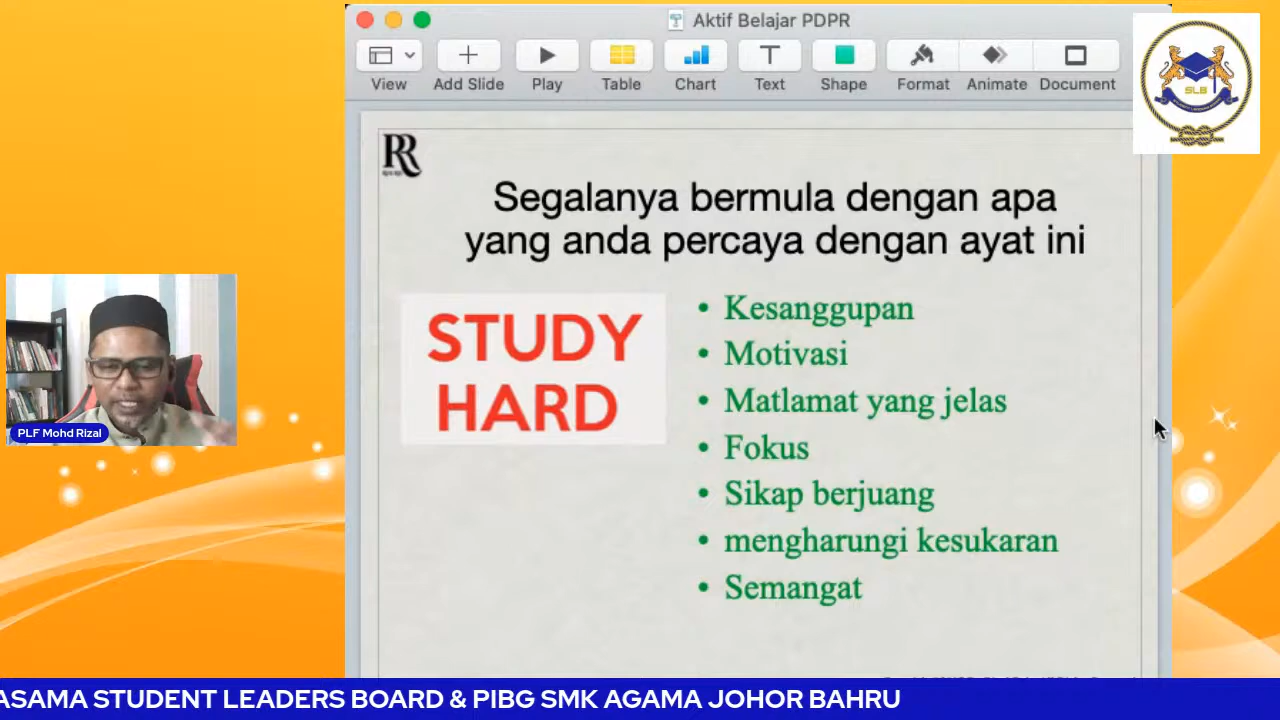 Aktif Belajar PDPR
View
Add Slide
Play
Table
Chart
Text
Shape
Format
Animate
Document
SLB
RR
Segalanya bermula dengan apa
yang anda percaya dengan ayat ini
STUDY
HARD
• Kesanggupan
• Motivasi
• Matlamat yang jelas
• Fokus
• Sikap berjuang
• mengharungi kesukaran
• Semangat
PLF Mohd Rizal
ASAMA STUDENT LEADERS BOARD & PIBG SMK AGAMA JOHOR BAHRU